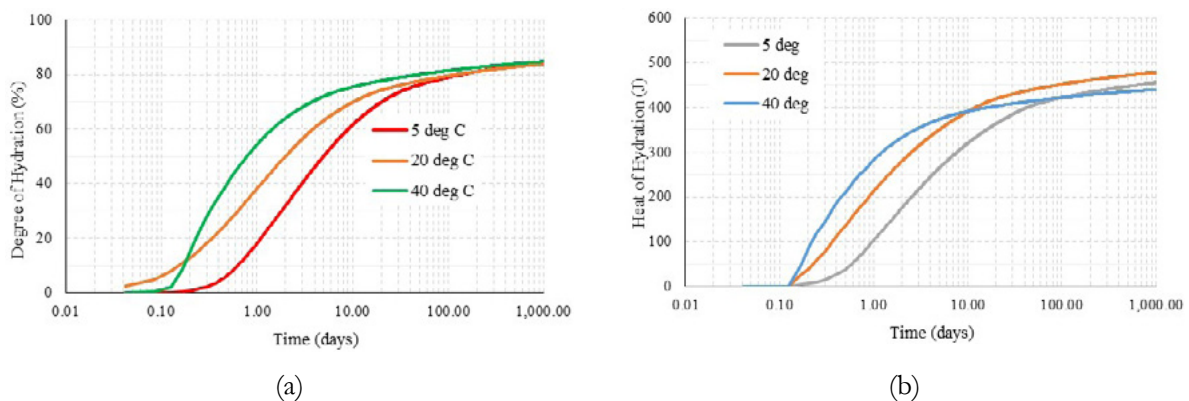 100
80
60
40
20
0
Degree of Hydration (%)
5 deg C
20 deg C
40 deg C
0.01 0.10 1.00 10.00 100.00 1,000.00
Time (days)
(a)
600
500
400
300
200
100
0
Heat of Hydration (J)
5 deg
20 deg
40 deg
0.01 0.10 1.00 10.00 100.00 1,000.00
Time (days)
(b)